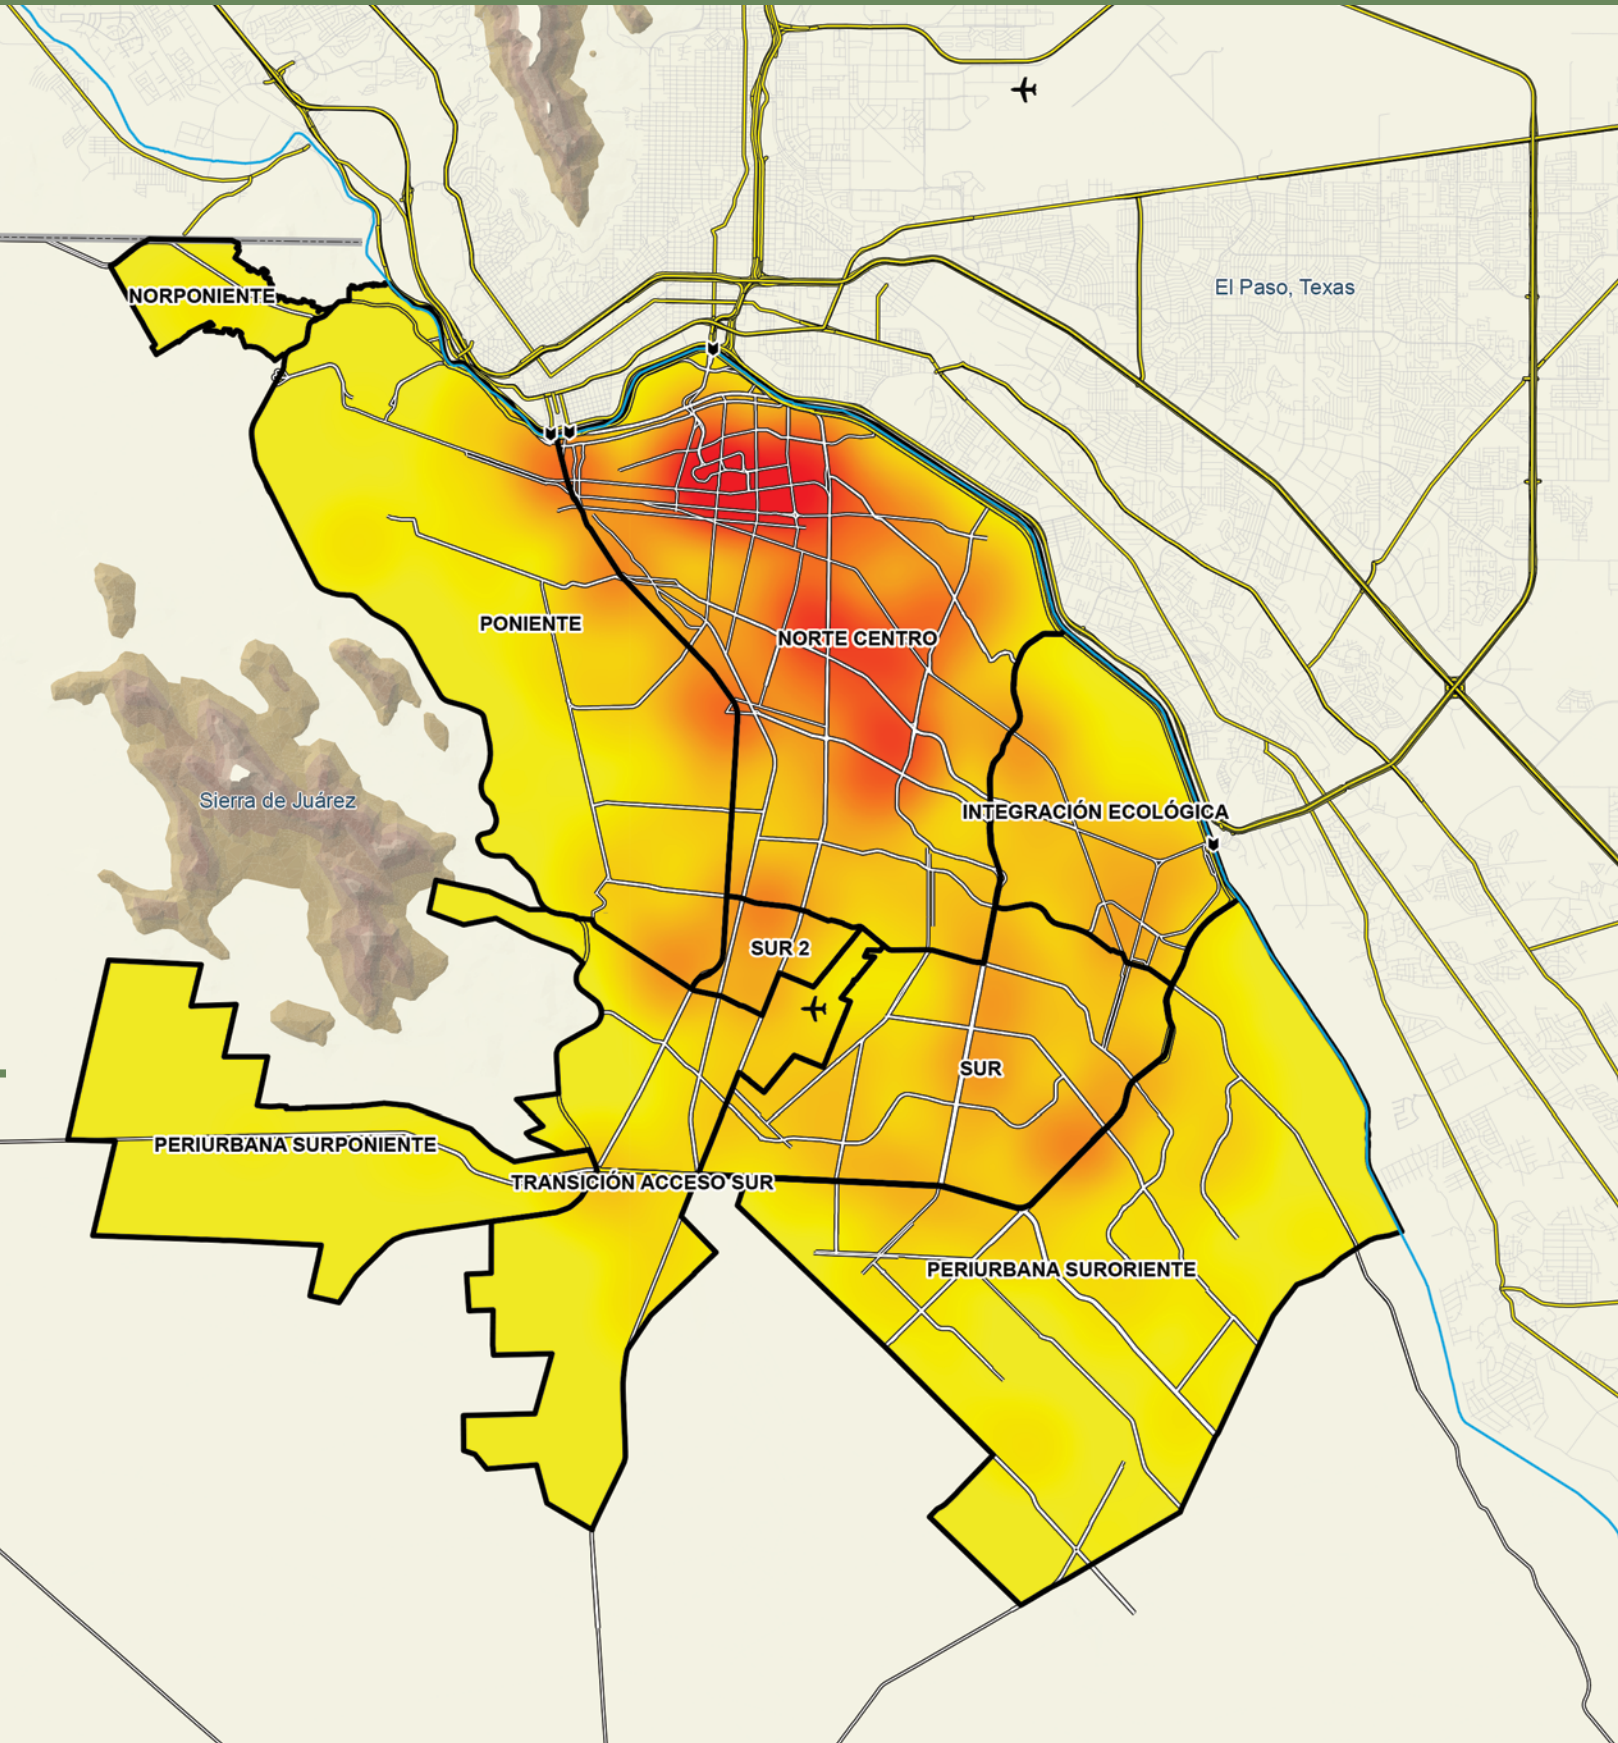 El Paso, Texas
NORPONIENTE
PONIENTE
NORTE CENTRO
Sierra de Juárez
INTEGRACIÓN ECOLÓGICA
SUR 2
SUR
PERIURBANA SURPONIENTE
TRANSICIÓN ACCESO SUR
PERIURBANA SURORIENTE